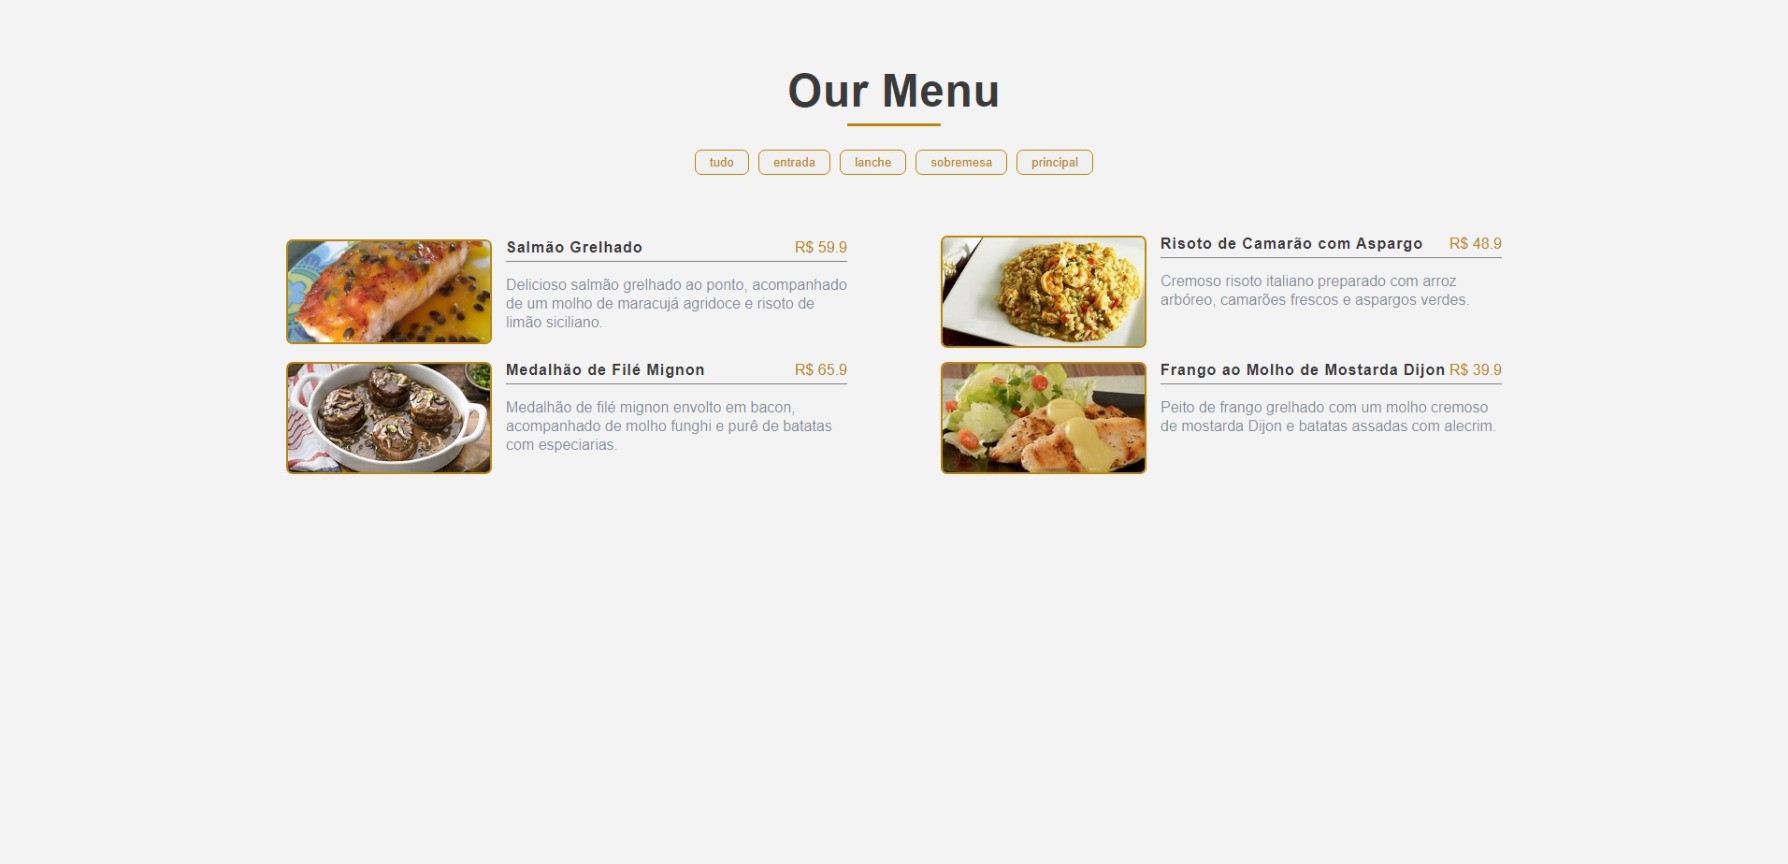 Our Menu
tudo
entrada
lanche
sobremesa
principal
Salmão Grelhado
R$ 59.9
Delicioso salmão grelhado ao ponto, acompanhado
de um molho de maracujá agridoce e risoto de
limão siciliano.
Risoto de Camarão com Aspargo
R$ 48.9
Cremoso risoto italiano preparado com arroz
arbóreo, camarões frescos e aspargos verdes.
Medalhão de Filé Mignon
R$ 65.9
Medalhão de filé mignon envolto em bacon,
acompanhado de molho funghi e purê de batatas
com especiarias.
Frango ao Molho de Mostarda Dijon
R$ 39.9
Peito de frango grelhado com um molho cremoso
de mostarda Dijon e batatas assadas com alecrim.